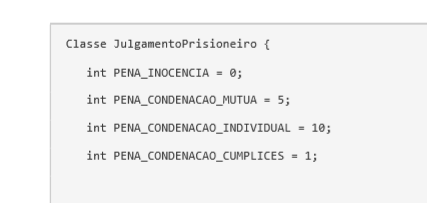 Classe JulgamentoPrisioneiro {
int PENA_INOCENCIA = 0;
int PENA_CONDENACAO_MUTUA = 5;
int PENA_CONDENACAO_INDIVIDUAL = 10;
int PENA_CONDENACAO_CUMPLICES = 1;